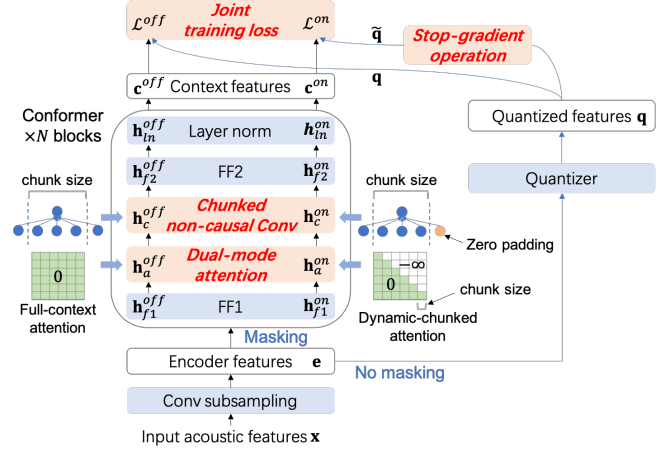 ℒ^off Joint training loss ℒ^on
q̃
Stop-gradient operation
q
c^off Context features c^on
Quantized features q
Conformer
×N blocks
h_ln^off Layer norm h_ln^on
h_f2^off FF2 h_f2^on
Quantizer
chunk size
chunk size
h_c^off Chunked non-causal Conv h_c^on
Zero padding
h_a^off Dual-mode attention h_a^on
0
0
−∞
chunk size
h_f1^off FF1 h_f1^on
Full-context
attention
Dynamic-chunked
attention
Masking
Encoder features e
No masking
Conv subsampling
Input acoustic features x